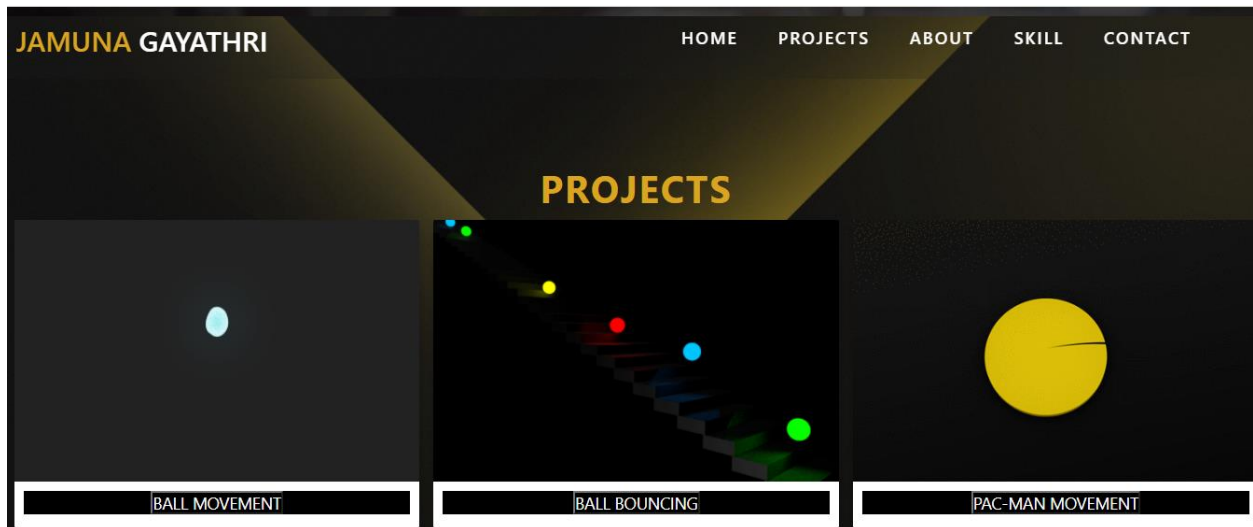 JAMUNA GAYATHRI
HOME PROJECTS ABOUT SKILL CONTACT
PROJECTS
BALL MOVEMENT
BALL BOUNCING
PAC-MAN MOVEMENT